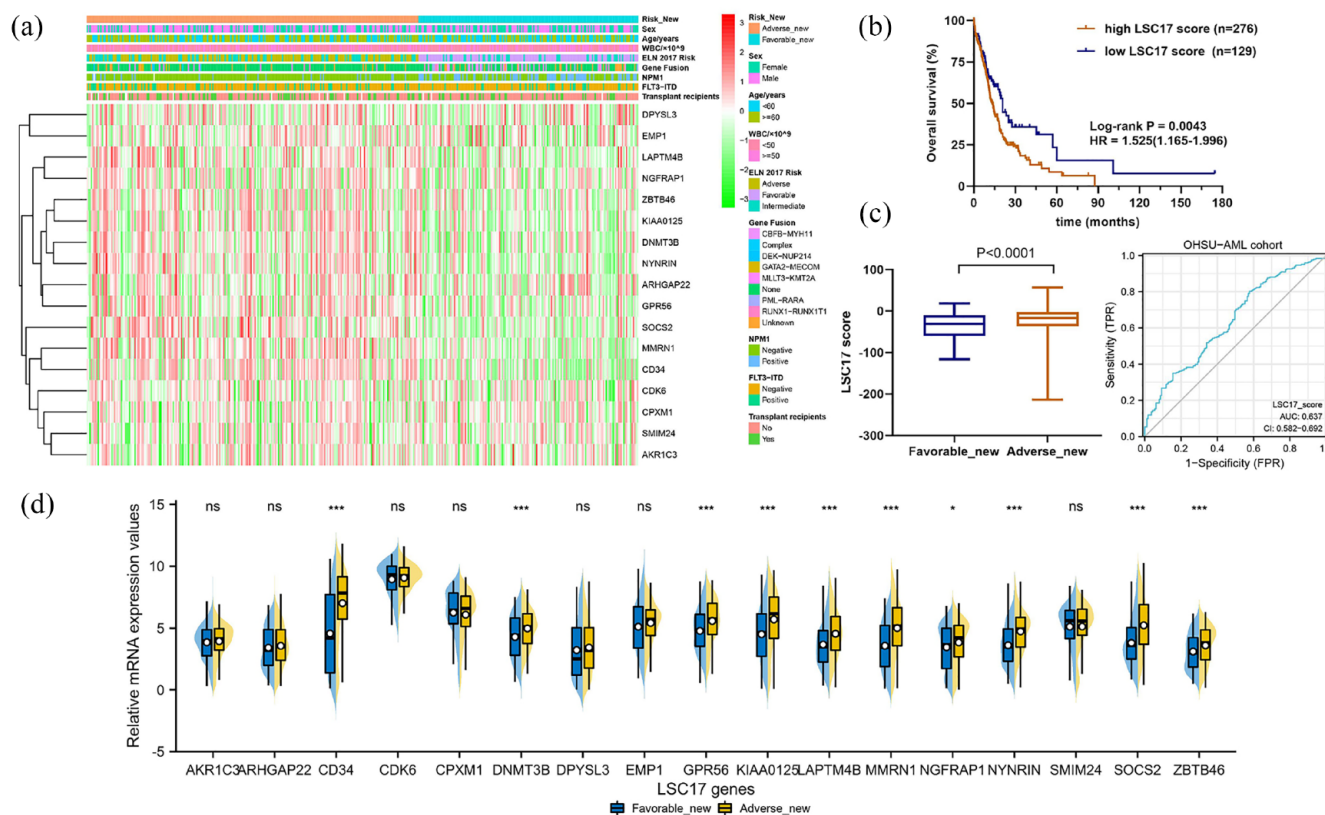 (a)
Risk_New
Sex
Age/years
WBC/×10^9
ELN 2017 Risk
Gene Fusion
NPM1
FLT3-ITD
Transplant recipients
DPYSL3
EMP1
LAPTM4B
NGFRAP1
ZBTB46
KIAA0125
DNMT3B
NYNRIN
ARHGAP22
GPR56
SOCS2
MMRN1
CD34
CDK6
CPXM1
SMIM24
AKR1C3
3
2
1
0
−1
−2
−3
Risk_New
Adverse_new
Favorable_new
Sex
Female
Male
Age/years
<60
>=60
WBC/×10^9
<50
>=50
ELN 2017 Risk
Adverse
Favorable
Intermediate
Gene Fusion
CBFB−MYH11
Complex
DEK−NUP214
GATA2−MECOM
MLLT3−KMT2A
None
PML−RARA
RUNX1−RUNX1T1
Unknown
NPM1
Negative
Positive
FLT3−ITD
Negative
Positive
Transplant recipients
No
Yes
(b)
Overall survival (%)
100
75
50
25
0
high LSC17 score (n=276)
low LSC17 score (n=129)
Log-rank P = 0.0043
HR = 1.525(1.165-1.996)
0 30 60 90 120 150 180
time (months)
(c)
P<0.0001
LSC17 score
100
0
-100
-200
-300
Favorable_new Adverse_new
OHSU−AML cohort
Sensitivity (TPR)
1.0
0.8
0.6
0.4
0.2
0.0
LSC17_score
AUC: 0.637
CI: 0.582−0.692
0.0 0.2 0.4 0.6 0.8 1.
1−Specificity (FPR)
(d)
Relative mRNA expression values
15
10
5
0
-5
ns ns *** ns ns *** ns ns *** *** *** *** * *** ns *** ***
AKR1C3 ARHGAP22 CD34 CDK6 CPXM1 DNMT3B DPYSL3 EMP1 GPR56 KIAA0125 LAPTM4B MMRN1 NGFRAP1 NYNRIN SMIM24 SOCS2 ZBTB46
LSC17 genes
Favorable_new Adverse_new